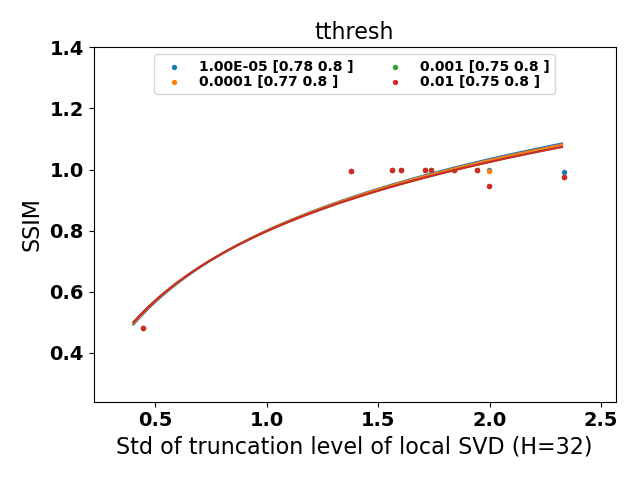 tthresh
1.4
1.00E-05 [0.78 0.8 ]
0.001 [0.75 0.8 ]
0.0001 [0.77 0.8 ]
0.01 [0.75 0.8 ]
1.2
1.0
0.8
0.6
0.4
SSIM
0.5 1.0 1.5 2.0 2.5
Std of truncation level of local SVD (H=32)